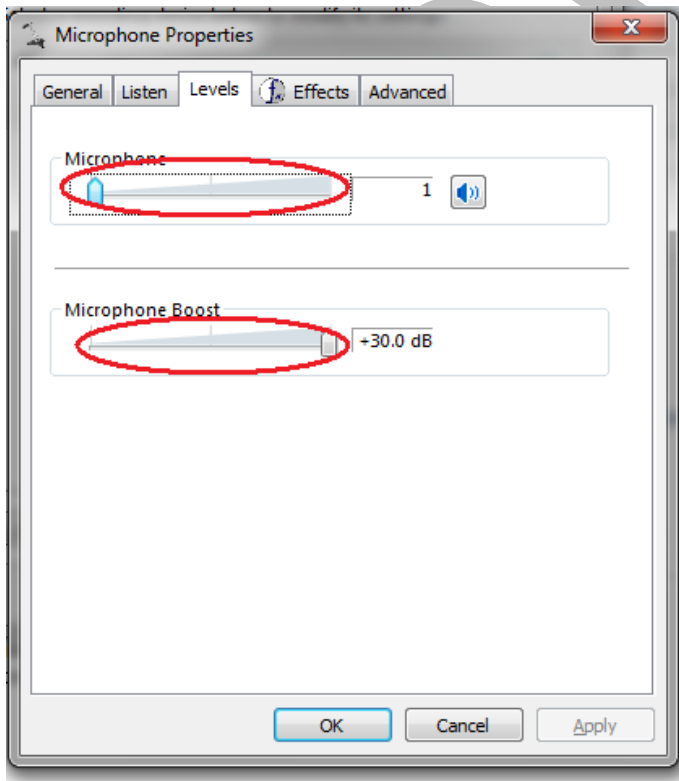 Microphone Properties
General Listen Levels Effects Advanced
Microphone
1
Microphone Boost
+30.0 dB
OK Cancel Apply